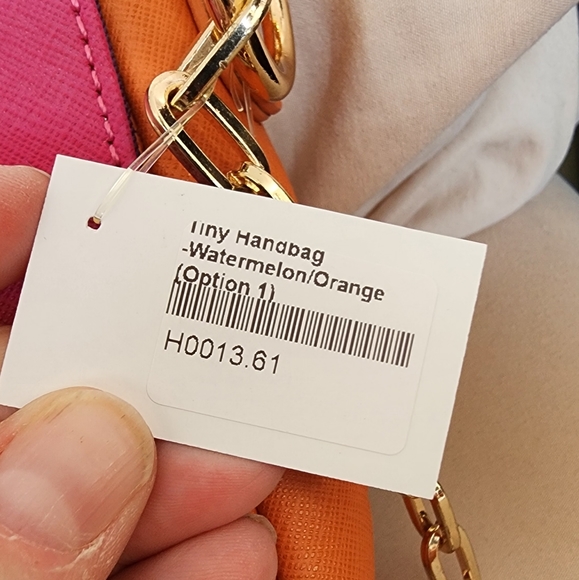 Tiny Handbag
-Watermelon/Orange
(Option 1)
H0013.61